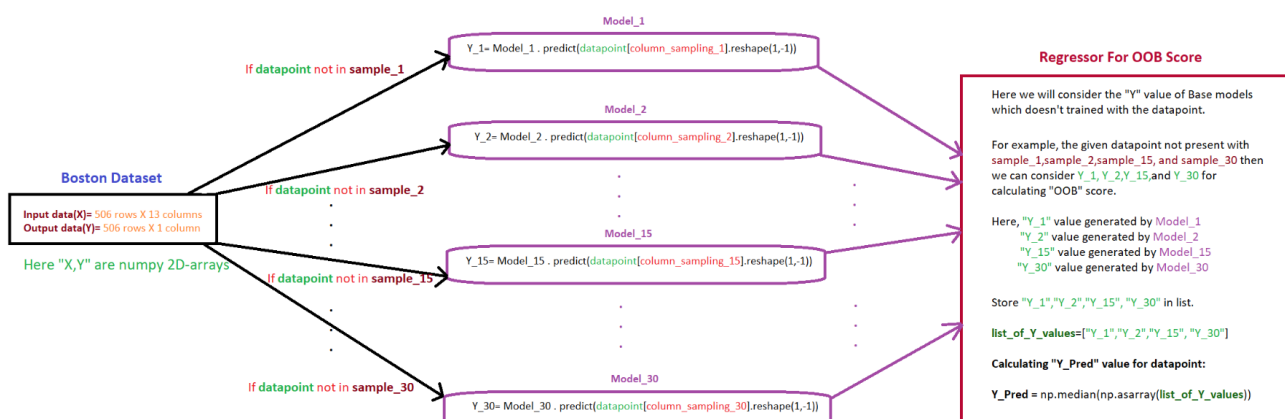 Boston Dataset
Input data(X)= 506 rows X 13 columns
Output data(Y)= 506 rows X 1 column
Here "X,Y" are numpy 2D-arrays
If datapoint not in sample_1
If datapoint not in sample_2
If datapoint not in sample_15
If datapoint not in sample_30
Model_1
Y_1= Model_1 . predict(datapoint[column_sampling_1].reshape(1,-1))
Model_2
Y_2= Model_2 . predict(datapoint[column_sampling_2].reshape(1,-1))
Model_15
Y_15= Model_15 . predict(datapoint[column_sampling_15].reshape(1,-1))
Model_30
Y_30= Model_30 . predict(datapoint[column_sampling_30].reshape(1,-1))
Regressor For OOB Score
Here we will consider the "Y" value of Base models
which doesn't trained with the datapoint.
For example, the given datapoint not present with
sample_1,sample_2,sample_15, and sample_30 then
we can consider Y_1, Y_2,Y_15,and Y_30 for
calculating "OOB" score.
Here, "Y_1" value generated by Model_1
"Y_2" value generated by Model_2
"Y_15" value generated by Model_15
"Y_30" value generated by Model_30
Store "Y_1","Y_2","Y_15", "Y_30" in list.
list_of_Y_values=["Y_1","Y_2","Y_15", "Y_30"]
Calculating "Y_Pred" value for datapoint:
Y_Pred = np.median(np.asarray(list_of_Y_values))